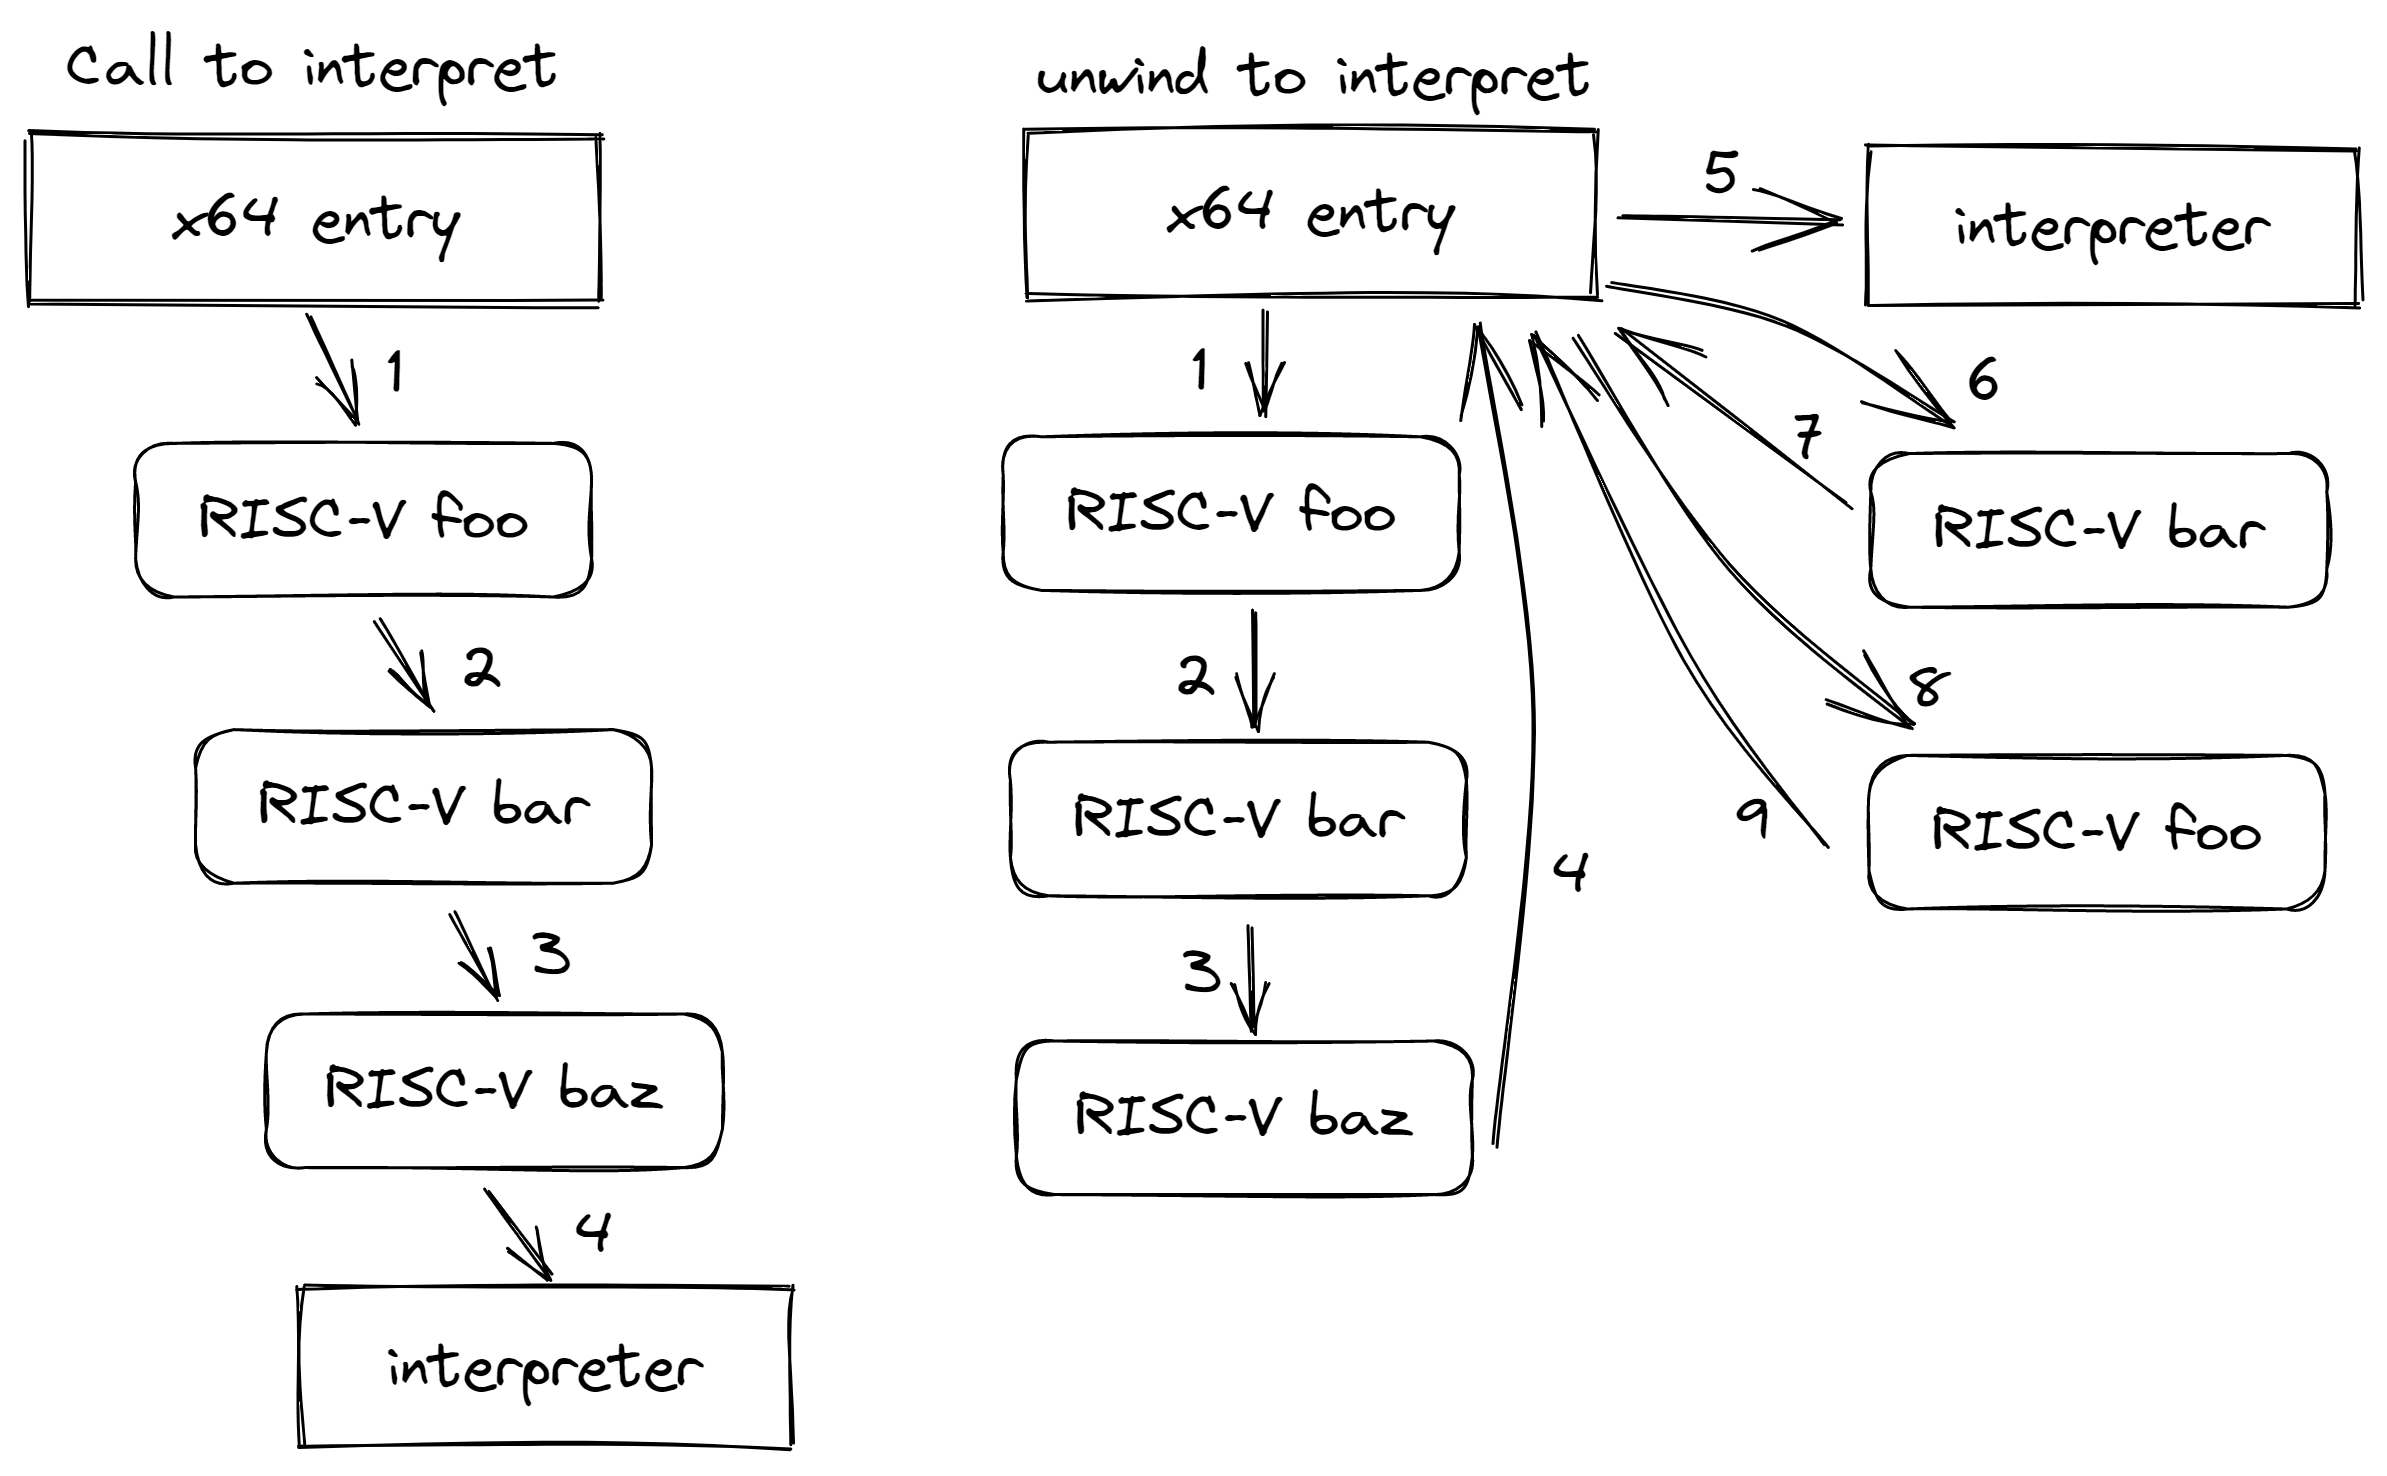 Call to interpret
x64 entry
1
RISC-V foo
2
RISC-V bar
3
RISC-V baz
4
interpreter
unwind to interpret
x64 entry
5
interpreter
1
6
7
RISC-V foo
RISC-V bar
2
8
RISC-V bar
9
RISC-V foo
4
3
RISC-V baz